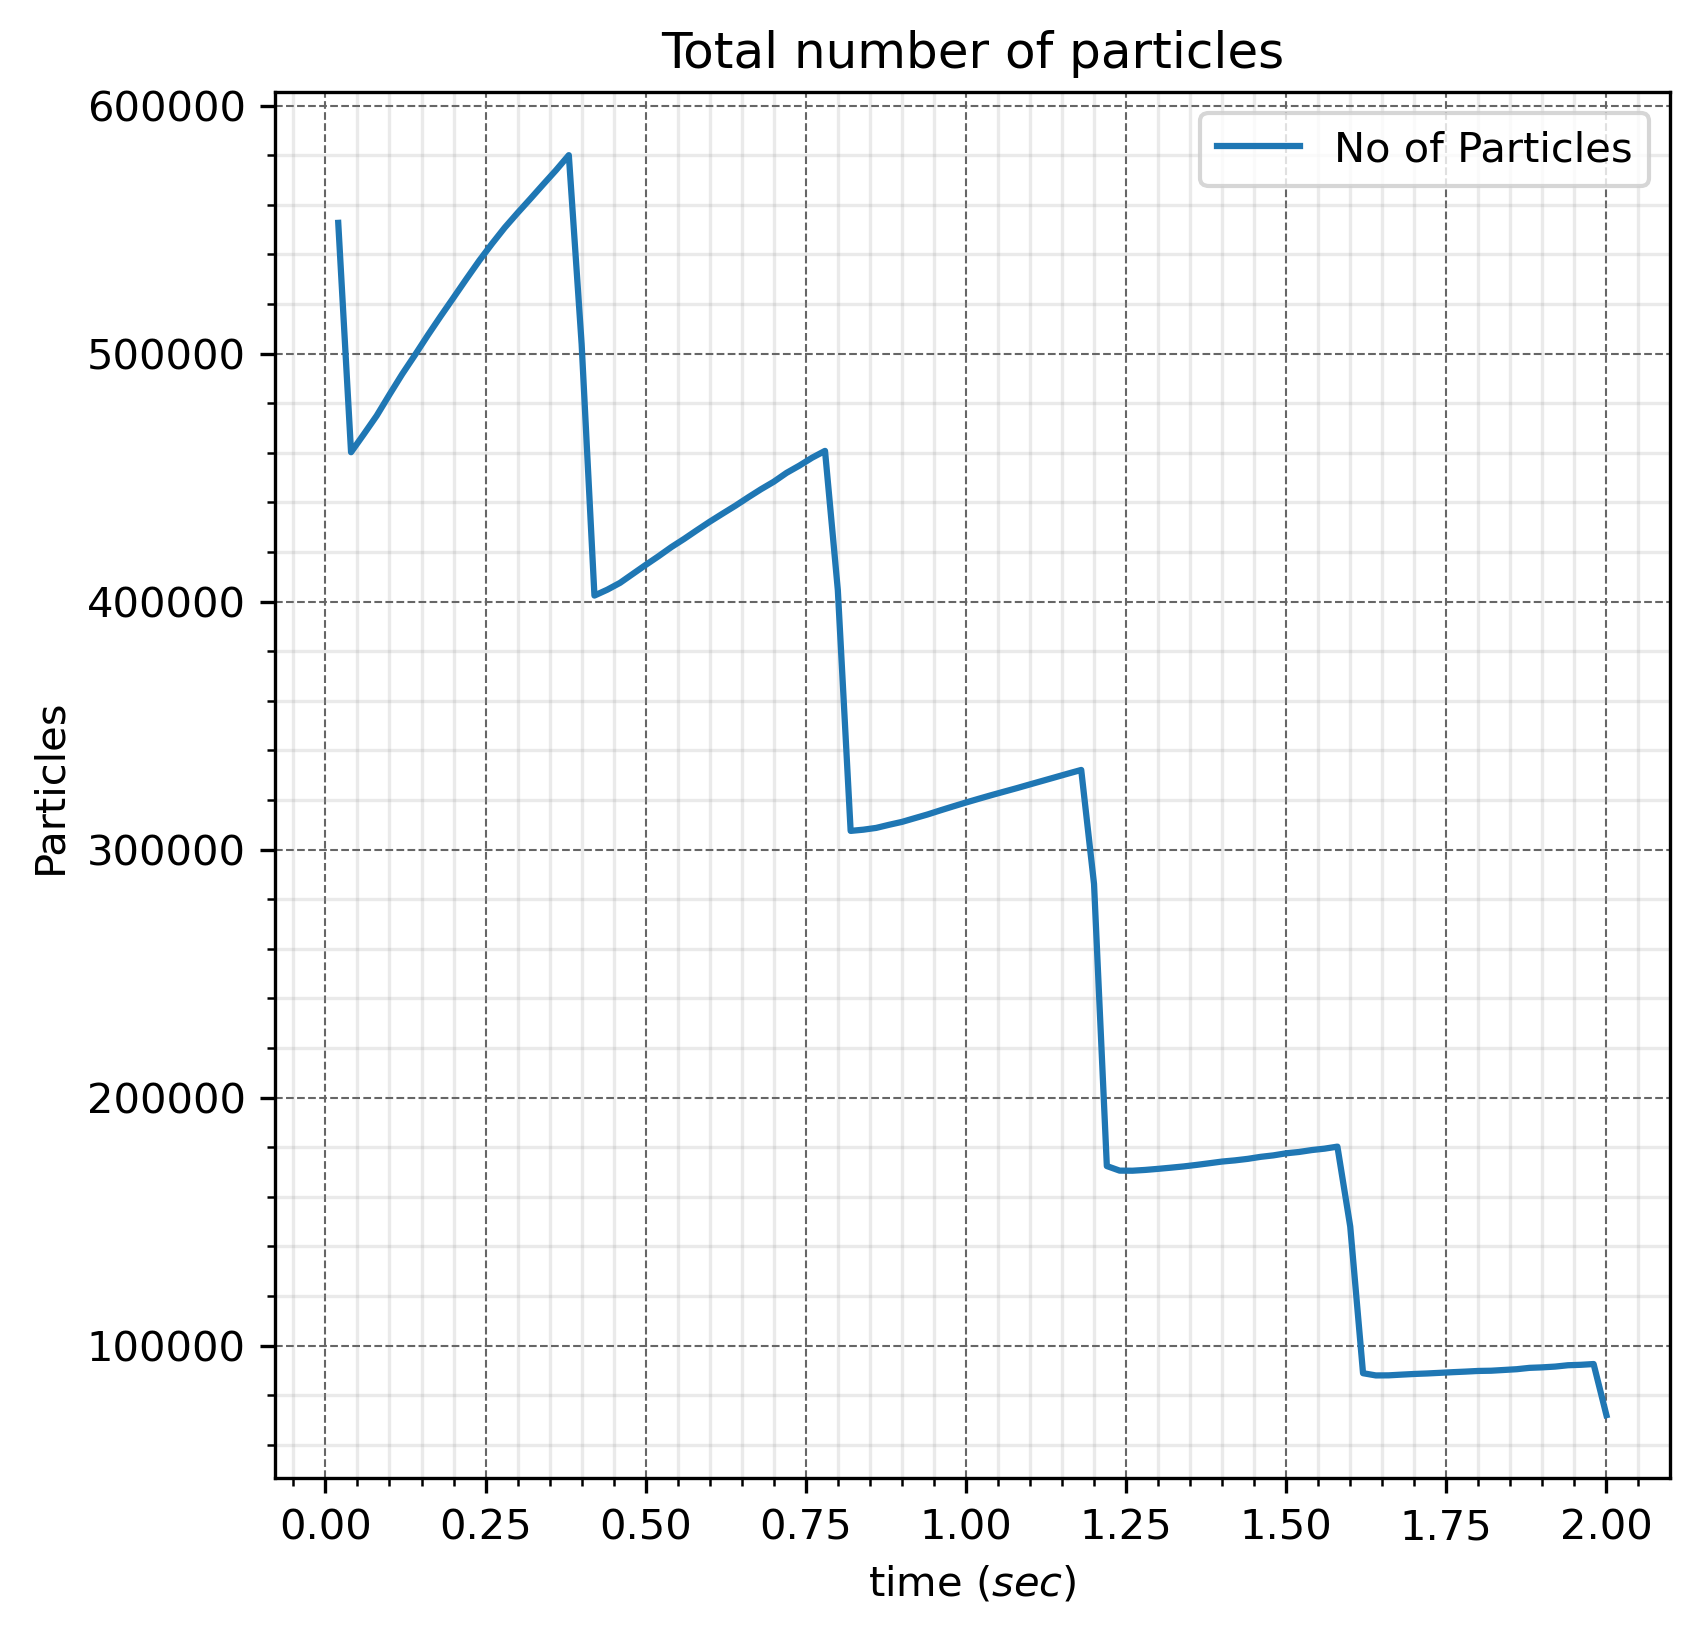 Total number of particles
No of Particles
600000
500000
400000
300000
200000
100000
Particles
0.00 0.25 0.50 0.75 1.00 1.25 1.50 1.75 2.00
time (sec)